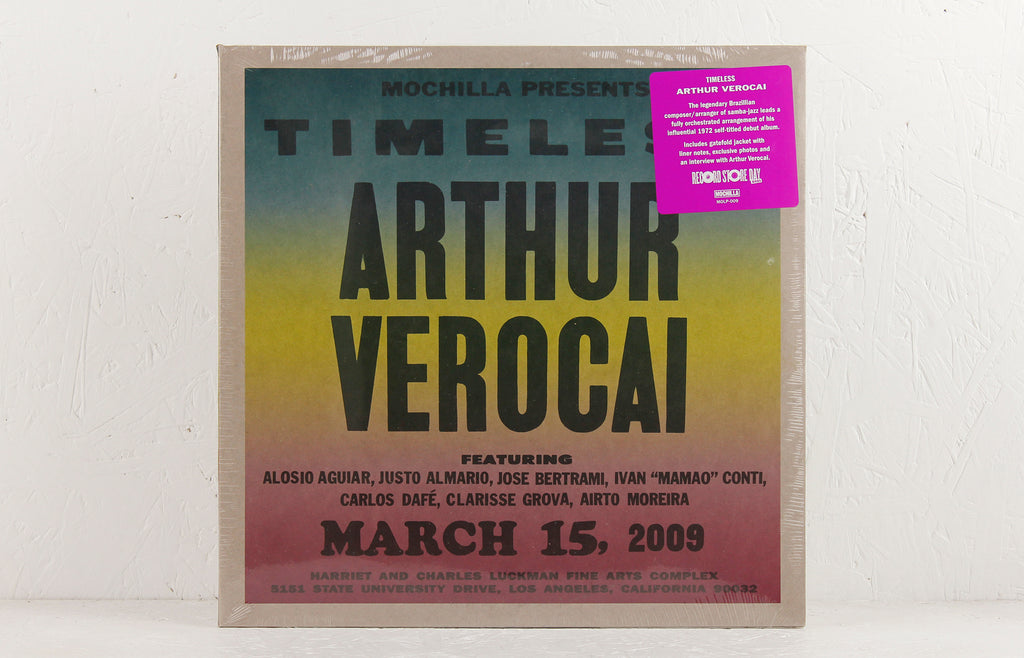 MOCHILLA PRESENTS
TIMELES
ARTHUR
VEROCAI
FEATURING
ALOSIO AGUIAR, JUSTO ALMARIO, JOSE BERTRAMI, IVAN “MAMAO” CONTI,
CARLOS DAFÉ, CLARISSE GROVA, AIRTO MOREIRA
MARCH 15, 2009
HARRIET AND CHARLES LUCKMAN FINE ARTS COMPLEX
5151 STATE UNIVERSITY DRIVE, LOS ANGELES, CALIFORNIA 90032
TIMELESS
ARTHUR VEROCAI
The legendary Brazillian
composer/arranger of samba-jazz leads a
fully orchestrated arrangement of his
influential 1972 self-titled debut album.
Includes gatefold jacket with
liner notes, exclusive photos and
an interview with Arthur Verocai.
RECORD STORE DAY
MOCHILLA
MOLP-009